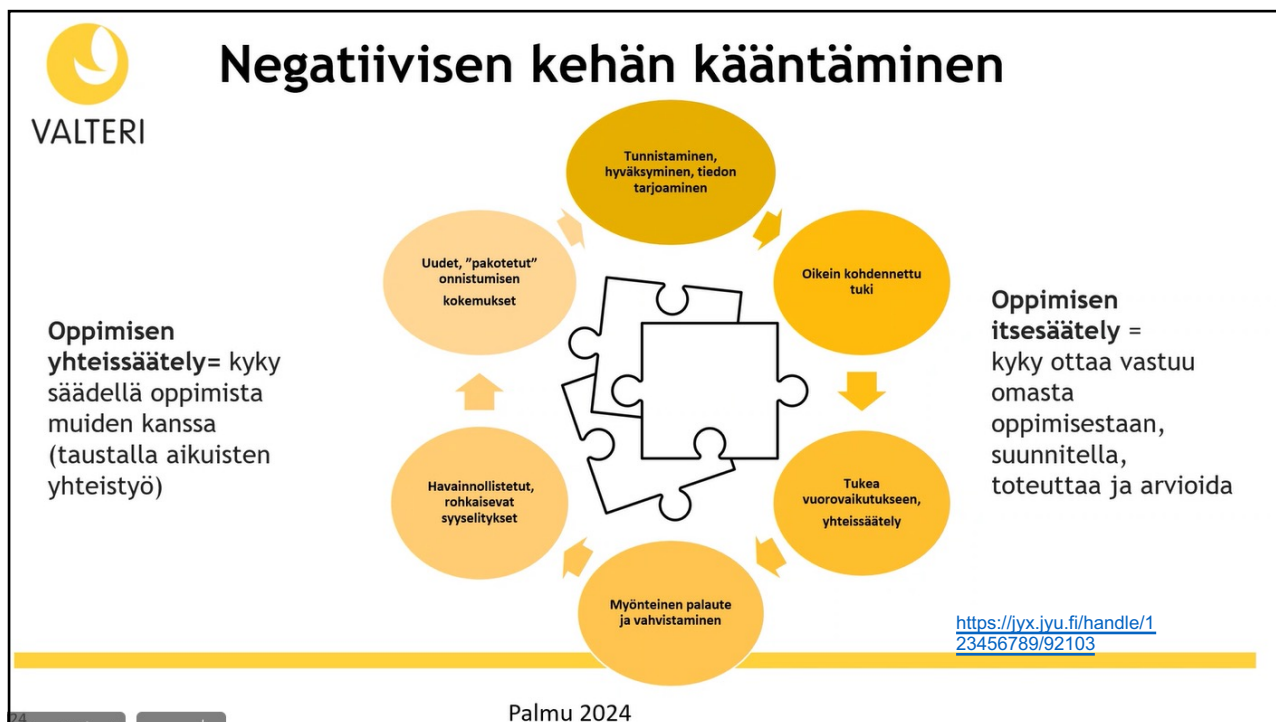 Negatiivisen kehän kääntäminen
VALTERI
Tunnistaminen,
hyväksyminen, tiedon
tarjoaminen
Oikein kohdennettu
tuki
Tukea
vuorovaikutukseen,
yhteissäätely
Myönteinen palaute
ja vahvistaminen
Havainnollistetut,
rohkaisevat
syyselitykset
Uudet, ”pakotetut”
onnistumisen
kokemukset
Oppimisen
yhteissäätely= kyky
säädellä oppimista
muiden kanssa
(taustalla aikuisten
yhteistyö)
Oppimisen
itsesäätely =
kyky ottaa vastuu
omasta
oppimisestaan,
suunnitella,
toteuttaa ja arvioida
https://jyx.jyu.fi/handle/1
23456789/92103
Palmu 2024
24